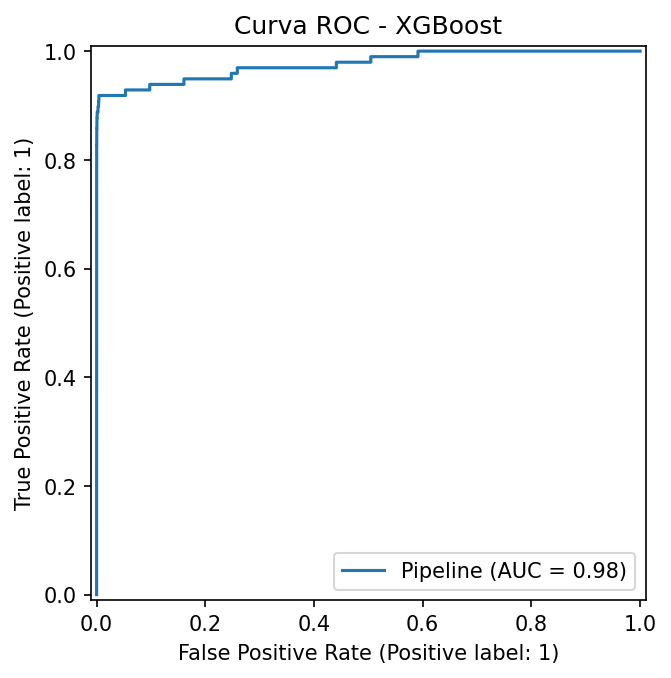 Curva ROC - XGBoost
True Positive Rate (Positive label: 1)
1.0
0.8
0.6
0.4
0.2
0.0
Pipeline (AUC = 0.98)
0.0 0.2 0.4 0.6 0.8 1.0
False Positive Rate (Positive label: 1)